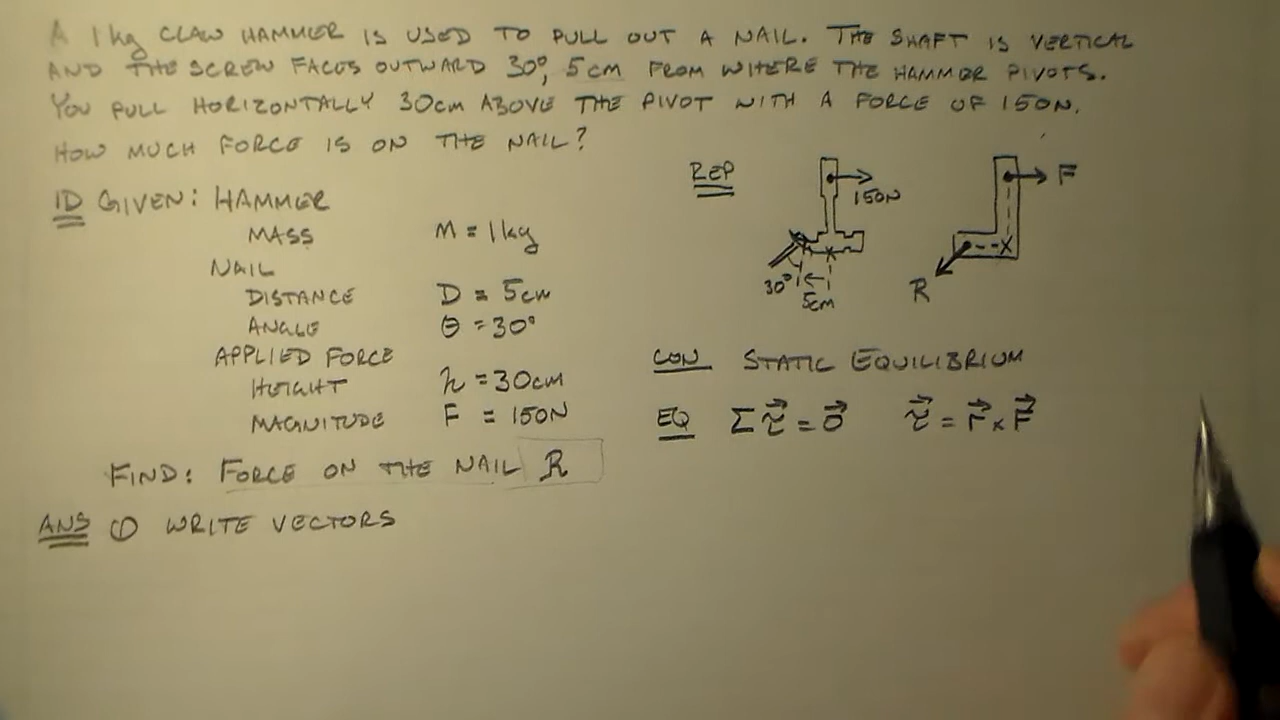 A 1kg CLAW HAMMER IS USED TO PULL OUT A NAIL. THE SHAFT IS VERTICAL
AND THE SCREW FACES OUTWARD 30°, 5cm FROM WHERE THE HAMMER PIVOTS.
YOU PULL HORIZONTALLY 30cm ABOVE THE PIVOT WITH A FORCE OF 150N.
HOW MUCH FORCE IS ON THE NAIL?
ID GIVEN: HAMMER
MASS M = 1kg
NAIL
DISTANCE D = 5cm
ANGLE θ = 30°
APPLIED FORCE
HEIGHT h = 30cm
MAGNITUDE F = 150N
FIND: FORCE ON THE NAIL R
REP
150N
30°
5cm
F
R
CON STATIC EQUILIBRIUM
EQ Σ τ⃗ = 0⃗ τ⃗ = r⃗ × F⃗
ANS ① WRITE VECTORS